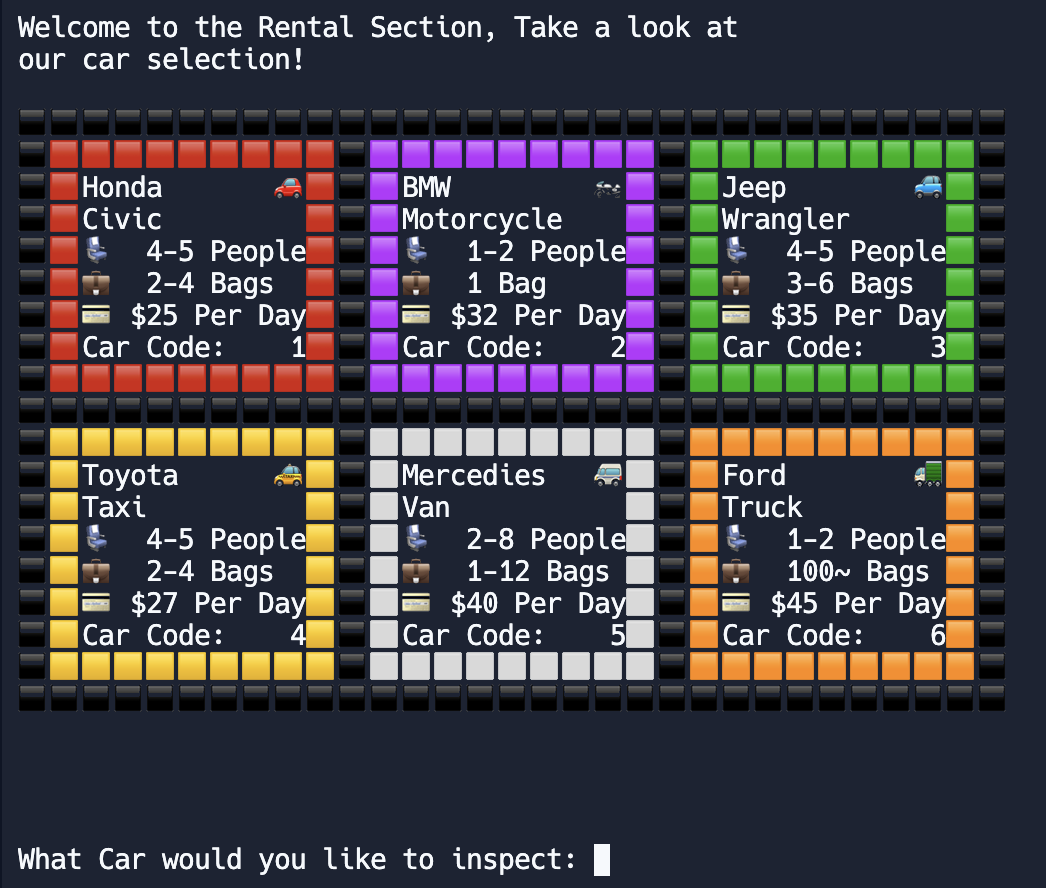 Welcome to the Rental Section, Take a look at
our car selection!
Honda
Civic
4-5 People
2-4 Bags
$25 Per Day
Car Code: 1
BMW
Motorcycle
1-2 People
1 Bag
$32 Per Day
Car Code: 2
Jeep
Wrangler
4-5 People
3-6 Bags
$35 Per Day
Car Code: 3
Toyota
Taxi
4-5 People
2-4 Bags
$27 Per Day
Car Code: 4
Mercedies
Van
2-8 People
1-12 Bags
$40 Per Day
Car Code: 5
Ford
Truck
1-2 People
100~ Bags
$45 Per Day
Car Code: 6
What Car would you like to inspect: